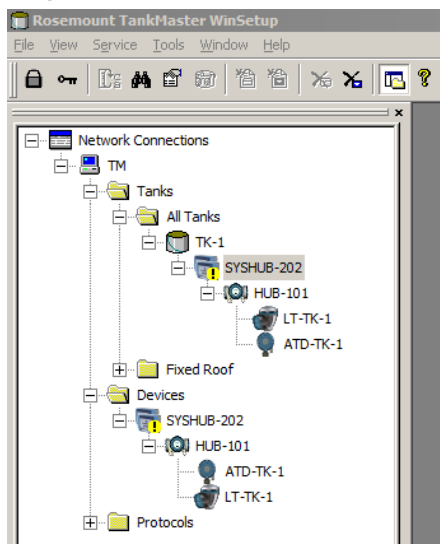 Rosemount TankMaster WinSetup
File View Service Tools Window Help
Network Connections
TM
Tanks
All Tanks
TK-1
SYSHUB-202
HUB-101
LT-TK-1
ATD-TK-1
Fixed Roof
Devices
SYSHUB-202
HUB-101
ATD-TK-1
LT-TK-1
Protocols